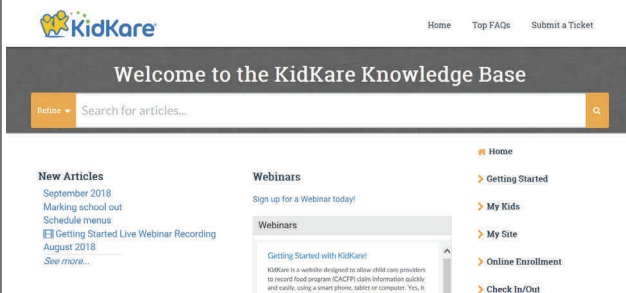 KidKare
Home
Top FAQs
Submit a Ticket
Welcome to the KidKare Knowledge Base
Refine
Search for articles...
New Articles
September 2018
Marking school out
Schedule menus
Getting Started Live Webinar Recording
August 2018
See more...
Webinars
Sign up for a Webinar today!
Webinars
Getting Started with KidKare!
KidKare is a website designed to allow child care providers
to record food program (CACFP) claim information quickly
and easily, using a smart phone, tablet or computer. Yes, it
Home
Getting Started
My Kids
My Site
Online Enrollment
Check In/Out